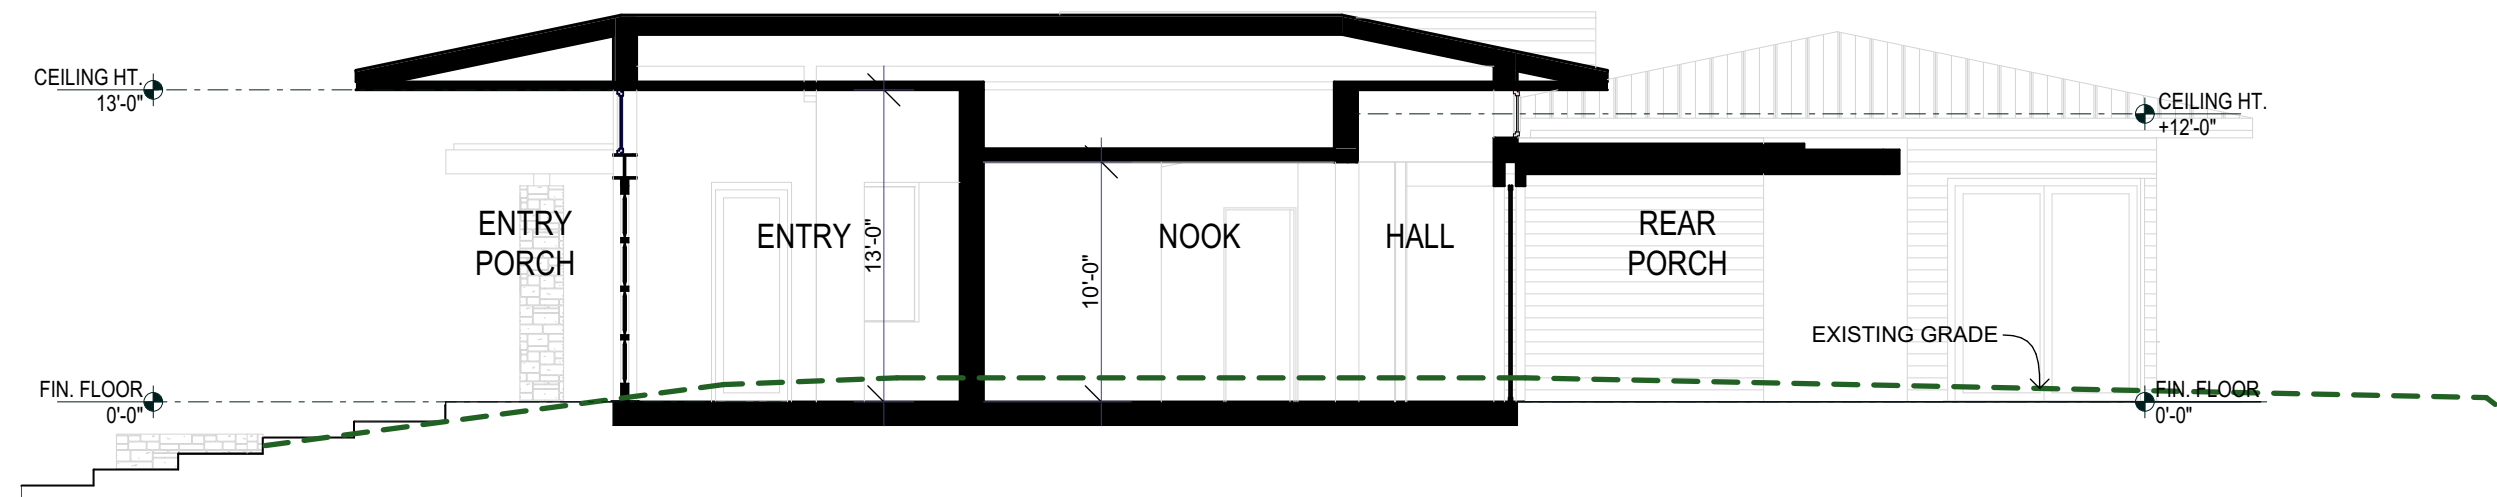 CEILING HT.
13'-0"
CEILING HT.
+12'-0"
ENTRY
PORCH
ENTRY
13'-0"
10'-0"
NOOK
HALL
REAR
PORCH
EXISTING GRADE
FIN. FLOOR
0'-0"
FIN. FLOOR
0'-0"